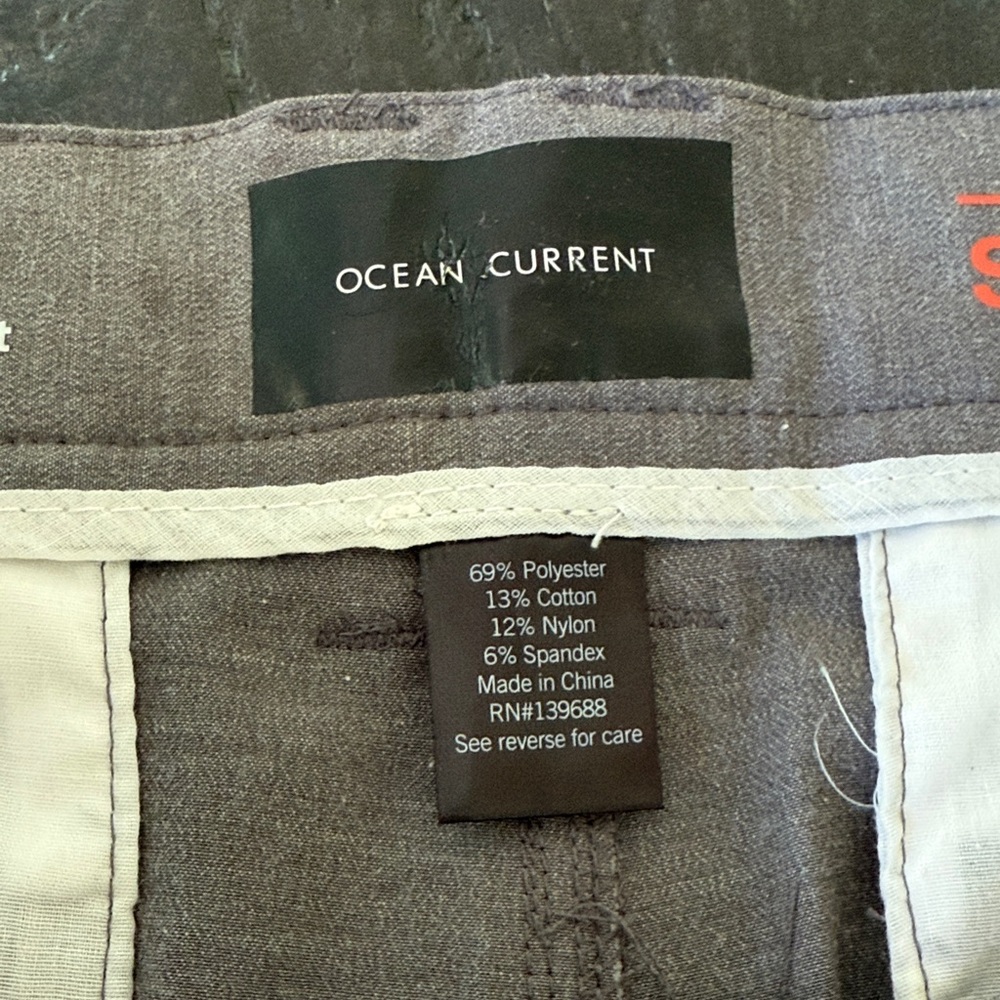 OCEAN CURRENT
t
S
69% Polyester
13% Cotton
12% Nylon
6% Spandex
Made in China
RN#139688
See reverse for care